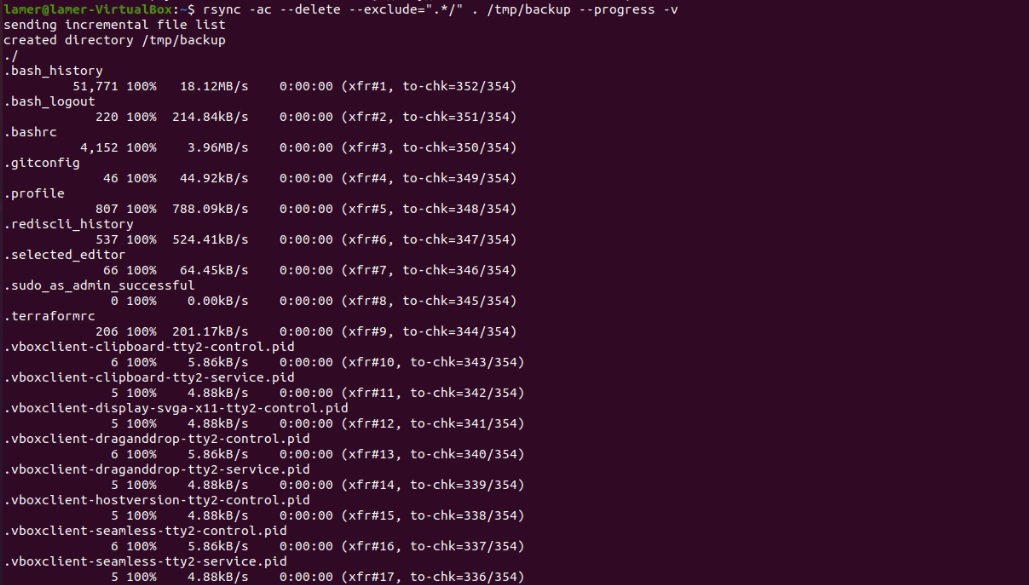 lamer@lamer-VirtualBox:~$ rsync -ac --delete --exclude=".*/" . /tmp/backup --progress -v
sending incremental file list
created directory /tmp/backup
./
.bash_history
51,771 100% 18.12MB/s 0:00:00 (xfr#1, to-chk=352/354)
.bash_logout
220 100% 214.84kB/s 0:00:00 (xfr#2, to-chk=351/354)
.bashrc
4,152 100% 3.96MB/s 0:00:00 (xfr#3, to-chk=350/354)
.gitconfig
46 100% 44.92kB/s 0:00:00 (xfr#4, to-chk=349/354)
.profile
807 100% 788.09kB/s 0:00:00 (xfr#5, to-chk=348/354)
.rediscli_history
537 100% 524.41kB/s 0:00:00 (xfr#6, to-chk=347/354)
.selected_editor
66 100% 64.45kB/s 0:00:00 (xfr#7, to-chk=346/354)
.sudo_as_admin_successful
0 100% 0.00kB/s 0:00:00 (xfr#8, to-chk=345/354)
.terraformrc
206 100% 201.17kB/s 0:00:00 (xfr#9, to-chk=344/354)
.vboxclient-clipboard-tty2-control.pid
6 100% 5.86kB/s 0:00:00 (xfr#10, to-chk=343/354)
.vboxclient-clipboard-tty2-service.pid
5 100% 4.88kB/s 0:00:00 (xfr#11, to-chk=342/354)
.vboxclient-display-svga-x11-tty2-control.pid
5 100% 4.88kB/s 0:00:00 (xfr#12, to-chk=341/354)
.vboxclient-draganddrop-tty2-control.pid
6 100% 5.86kB/s 0:00:00 (xfr#13, to-chk=340/354)
.vboxclient-draganddrop-tty2-service.pid
5 100% 4.88kB/s 0:00:00 (xfr#14, to-chk=339/354)
.vboxclient-hostversion-tty2-control.pid
5 100% 4.88kB/s 0:00:00 (xfr#15, to-chk=338/354)
.vboxclient-seamless-tty2-control.pid
6 100% 5.86kB/s 0:00:00 (xfr#16, to-chk=337/354)
.vboxclient-seamless-tty2-service.pid
5 100% 4.88kB/s 0:00:00 (xfr#17, to-chk=336/354)